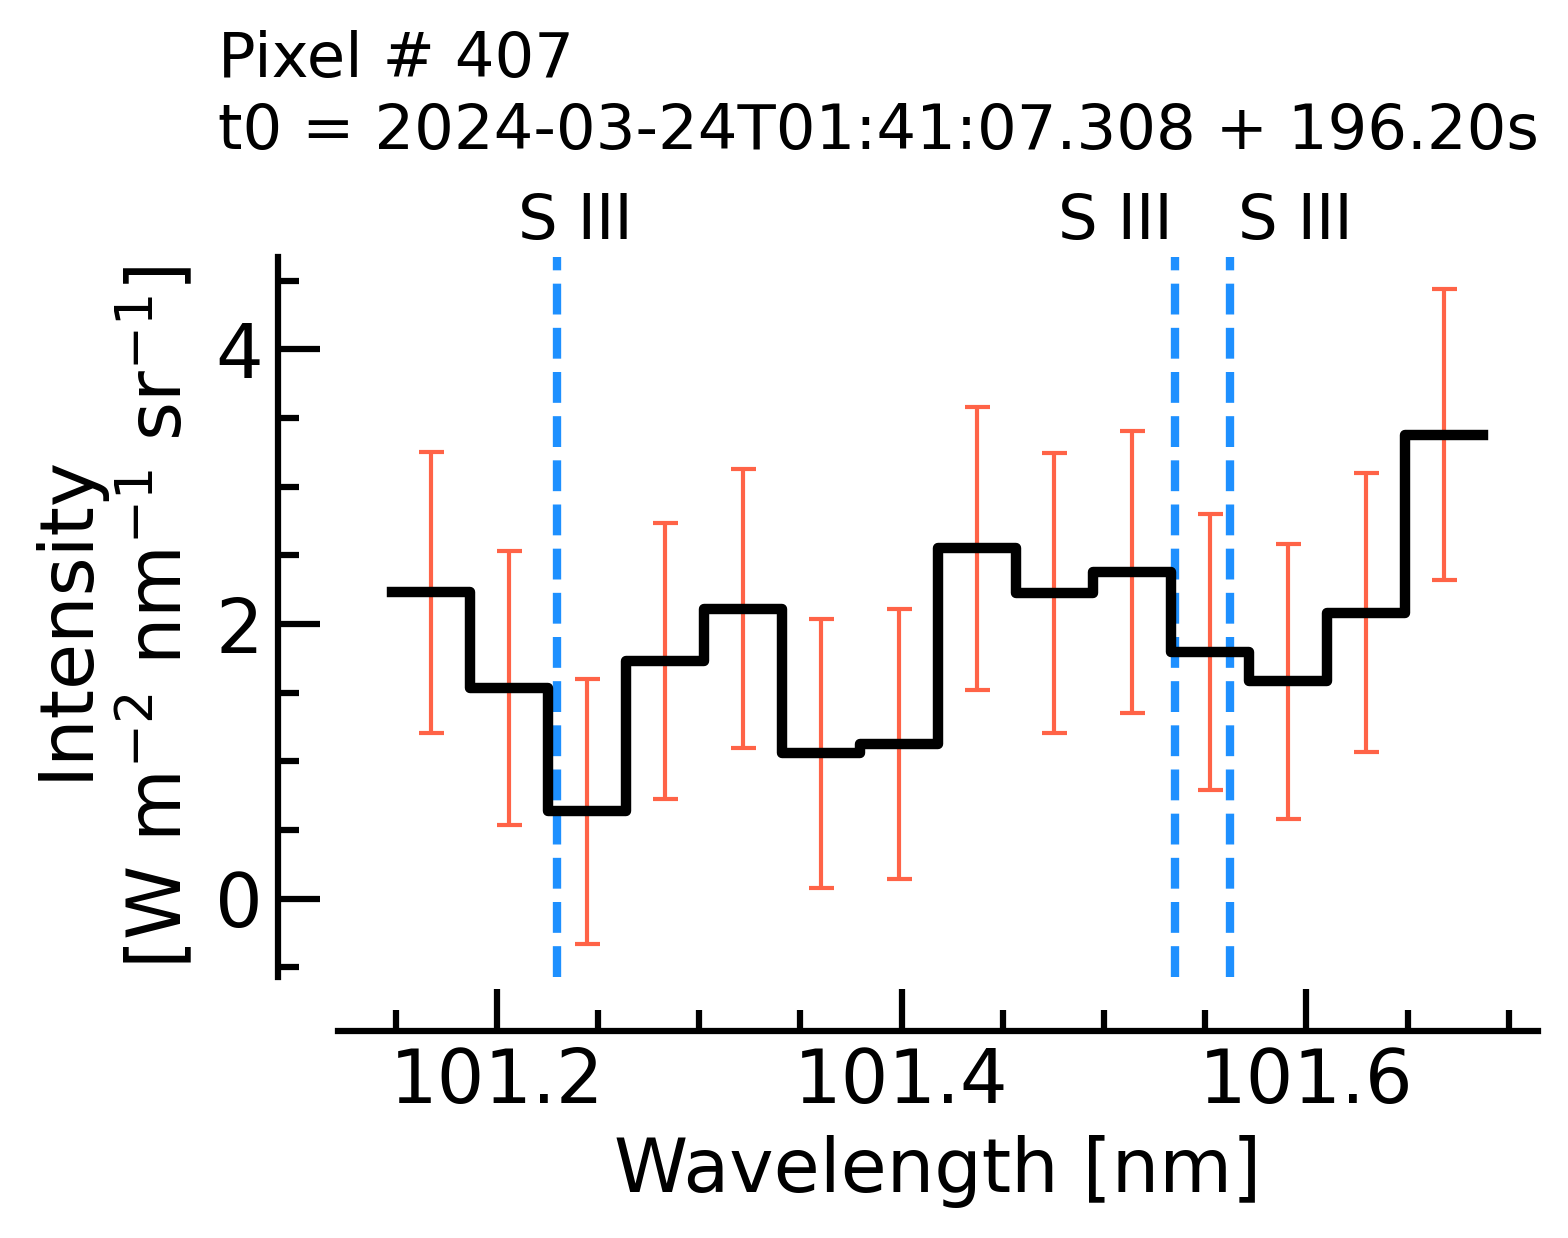 Pixel # 407
t0 = 2024-03-24T01:41:07.308 + 196.20s
S III S III S III
Intensity
[W m⁻² nm⁻¹ sr⁻¹]
4
2
0
101.2 101.4 101.6
Wavelength [nm]